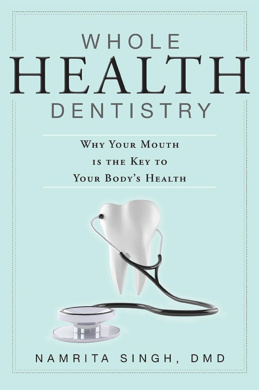 WHOLE
HEALTH
DENTISTRY
WHY YOUR MOUTH
IS THE KEY TO
YOUR BODY'S HEALTH
NAMRITA SINGH, DMD